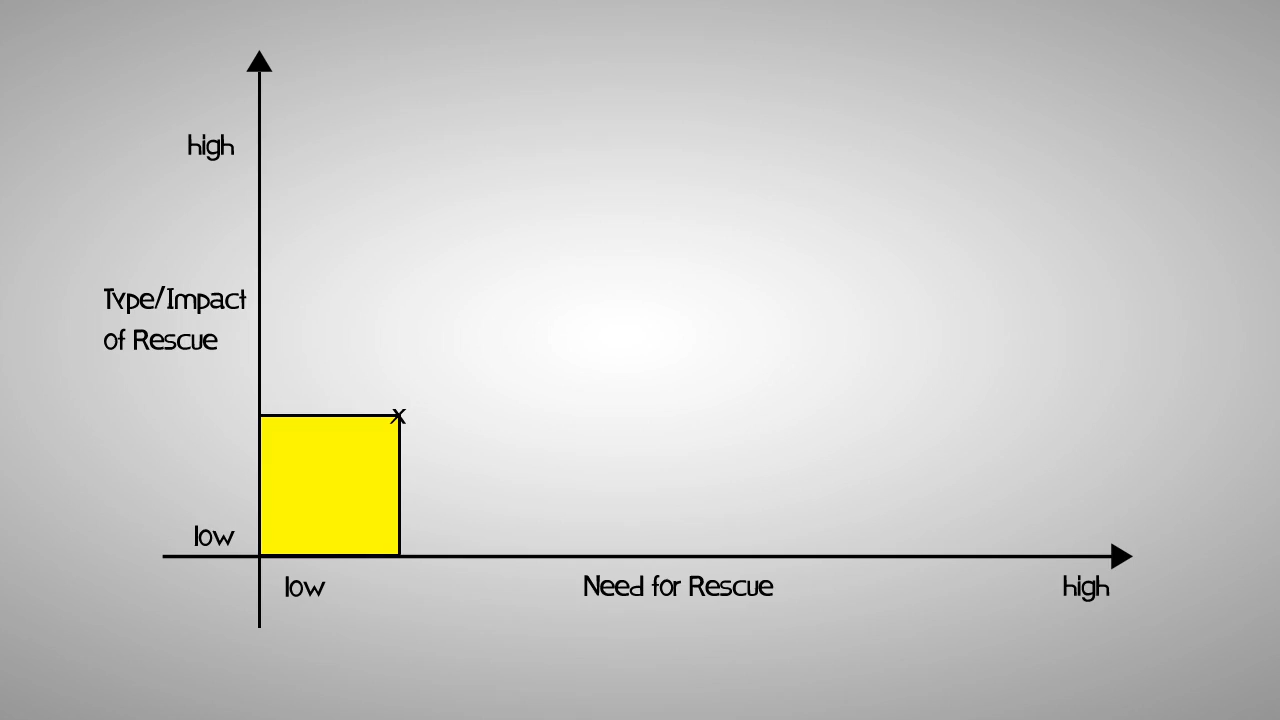 high
Type/Impact
of Rescue
x
low
low
Need for Rescue
high